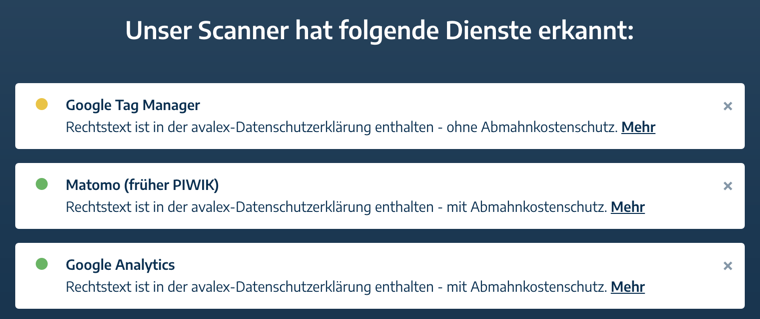 Unser Scanner hat folgende Dienste erkannt:
Google Tag Manager
Rechtstext ist in der avalex-Datenschutzerklärung enthalten - ohne Abmahnkostenschutz. Mehr
Matomo (früher PIWIK)
Rechtstext ist in der avalex-Datenschutzerklärung enthalten - mit Abmahnkostenschutz. Mehr
Google Analytics
Rechtstext ist in der avalex-Datenschutzerklärung enthalten - mit Abmahnkostenschutz. Mehr